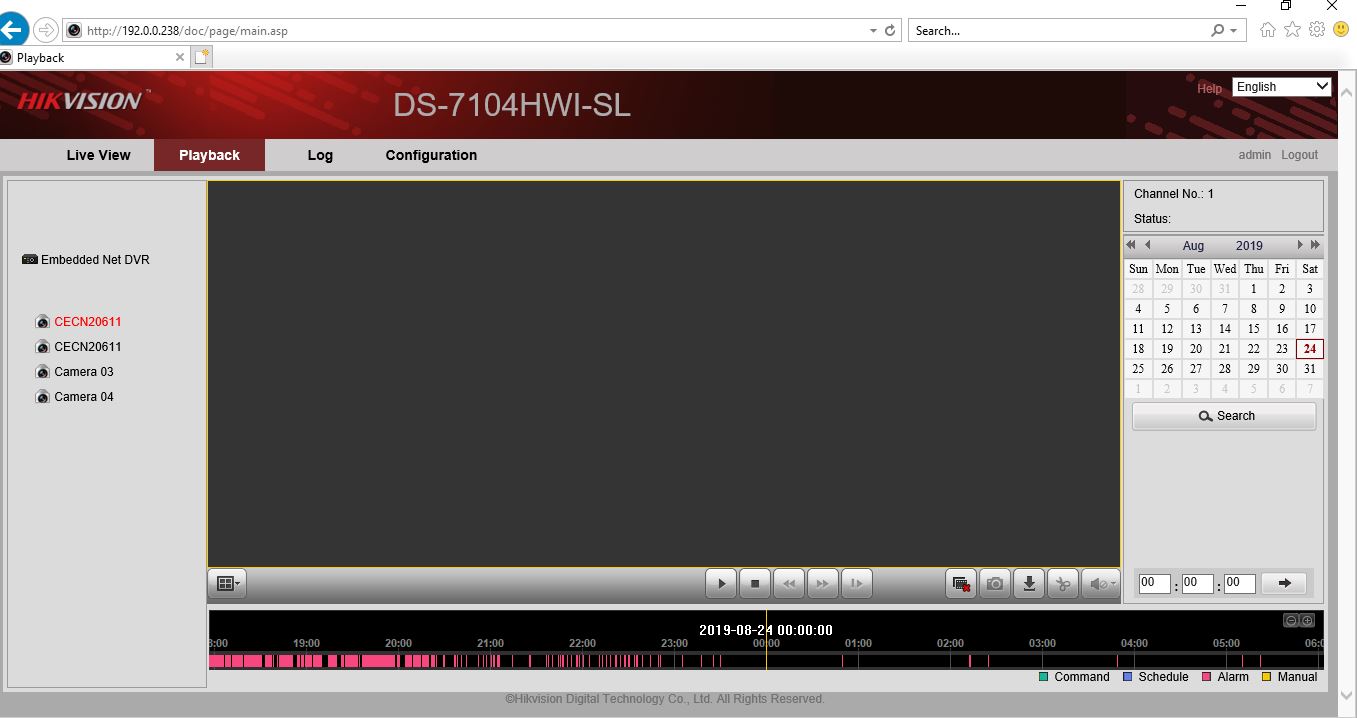 http://192.0.0.238/doc/page/main.asp
Search...
Playback
HIKVISION ™
DS-7104HWI-SL
Help
English
Live View Playback Log Configuration
admin Logout
Embedded Net DVR
CECN20611
CECN20611
Camera 03
Camera 04
Channel No.: 1
Status:
Aug 2019
Sun Mon Tue Wed Thu Fri Sat
28 29 30 31 1 2 3
4 5 6 7 8 9 10
11 12 13 14 15 16 17
18 19 20 21 22 23 24
25 26 27 28 29 30 31
1 2 3 4 5 6 7
Search
00 : 00 : 00
2019-08-24 00:00:00
8:00 19:00 20:00 21:00 22:00 23:00 00:00 01:00 02:00 03:00 04:00 05:00 06:0
Command Schedule Alarm Manual
©Hikvision Digital Technology Co., Ltd. All Rights Reserved.